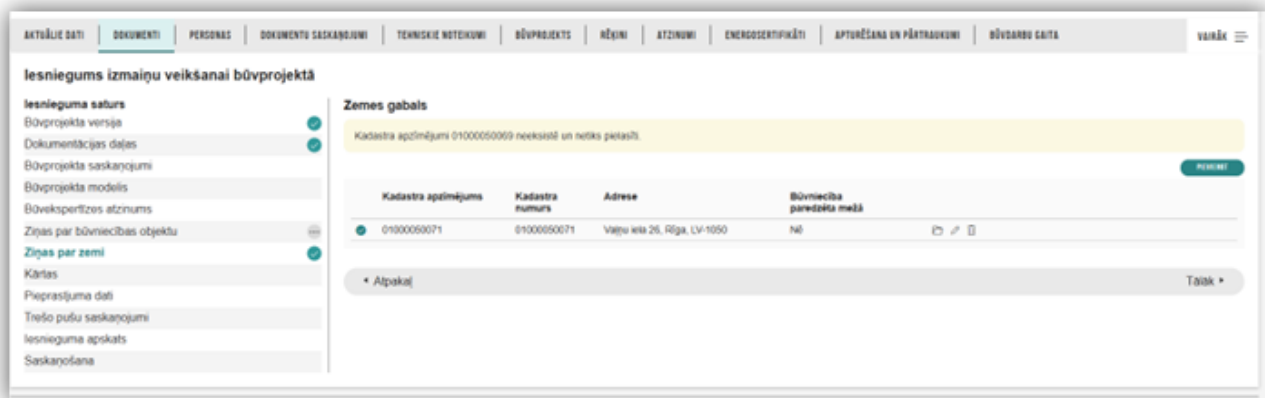 AKTUĀLIE DATI
DOKUMENTI
PERSONAS
DOKUMENTU SASKAŅOJUMI
TEHNISKIE NOTEIKUMI
BŪVPROJEKTS
RĒĶINI
ATZINUMI
ENERGOSERTIFIKĀTI
APTURĒŠANA UN PĀRTRAUKUMI
BŪVDARBU GAITA
VAIRĀK
Iesniegums izmaiņu veikšanai būvprojektā
Iesnieguma saturs
Būvprojekta versija
Dokumentācijas daļas
Būvprojekta saskaņojumi
Būvprojekta modelis
Būvekspertīzes atzinums
Ziņas par būvniecības objektu
Ziņas par zemi
Kārtas
Pieprasījuma dati
Trešo pušu saskaņojumi
Iesnieguma apskats
Saskaņošana
Zemes gabals
Kadastra apzīmējumi 01000050069 neeksistē un netiks pielasīti.
PIEVIENOT
Kadastra apzīmējums
Kadastra numurs
Adrese
Būvniecība paredzēta mežā
01000050071
01000050071
Vaļņu iela 26, Rīga, LV-1050
Nē
Atpakaļ
Tālāk